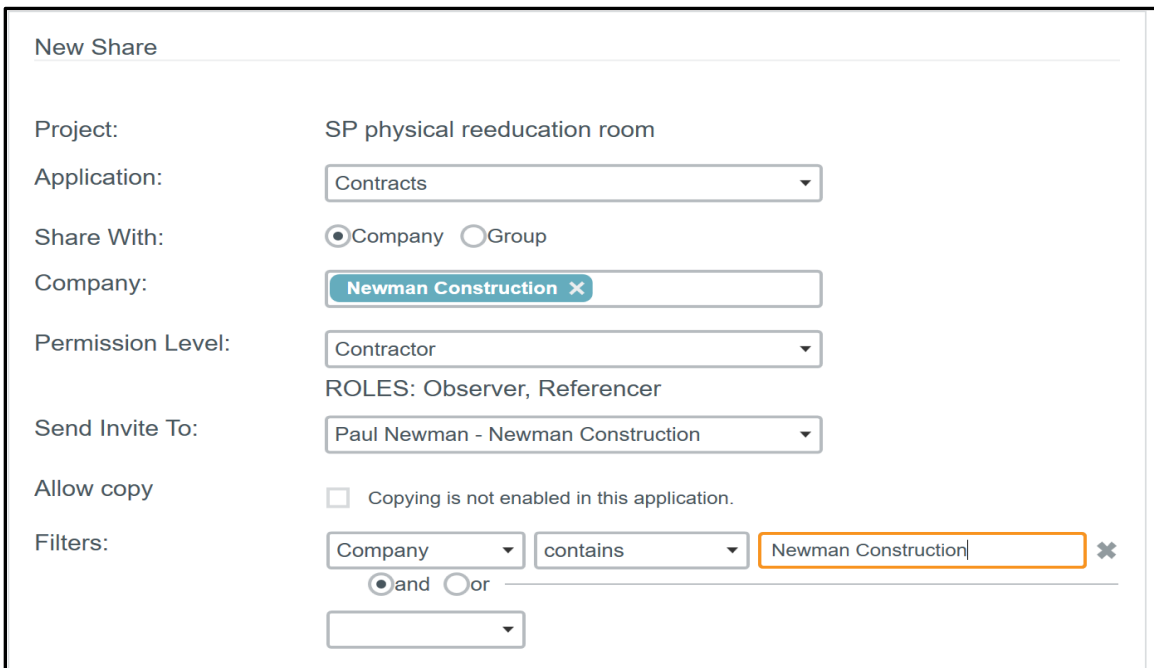 New Share
Project: SP physical reeducation room
Application: Contracts
Share With: Company Group
Company: Newman Construction
Permission Level: Contractor
ROLES: Observer, Referencer
Send Invite To: Paul Newman - Newman Construction
Allow copy Copying is not enabled in this application.
Filters: Company contains Newman Construction
and or